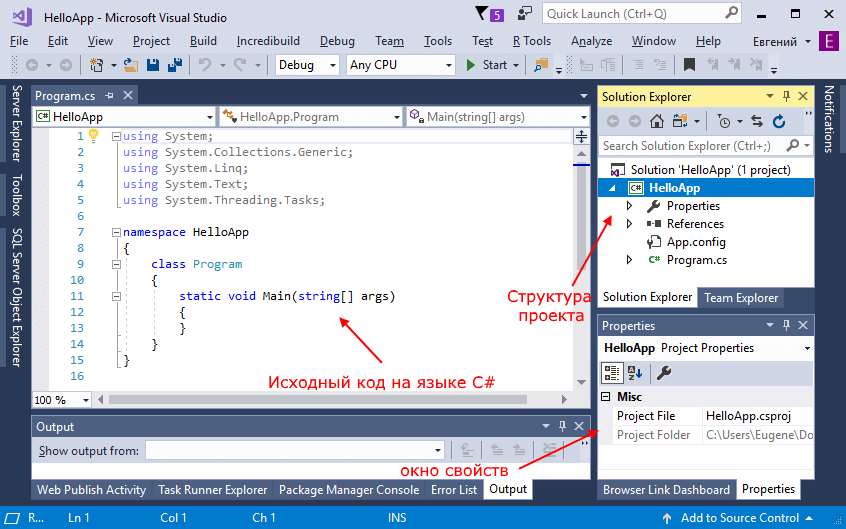 HelloApp - Microsoft Visual Studio
5
Quick Launch (Ctrl+Q)
File Edit View Project Build Incredibuild Debug Team Tools Test R Tools Analyze Window Help Евгений E
Debug Any CPU Start
Server Explorer
Toolbox
SQL Server Object Explorer
Program.cs
C# HelloApp HelloApp.Program Main(string[] args)
1 using System;
2 using System.Collections.Generic;
3 using System.Linq;
4 using System.Text;
5 using System.Threading.Tasks;
6
7 namespace HelloApp
8 {
9 class Program
10 {
11 static void Main(string[] args)
12 {
13 }
14 }
15 }
16
Исходный код на языке C#
100 %
Output
Show output from:
окно свойств
Web Publish Activity Task Runner Explorer Package Manager Console Error List Output
Solution Explorer
Search Solution Explorer (Ctrl+;)
Solution 'HelloApp' (1 project)
C# HelloApp
Properties
References
App.config
C# Program.cs
Структура
проекта
Solution Explorer Team Explorer
Properties
HelloApp Project Properties
Misc
Project File HelloApp.csproj
Project Folder C:\Users\Eugene\Do
Browser Link Dashboard Properties
Notifications
R... Ln 1 Col 1 Ch 1 INS Add to Source Control